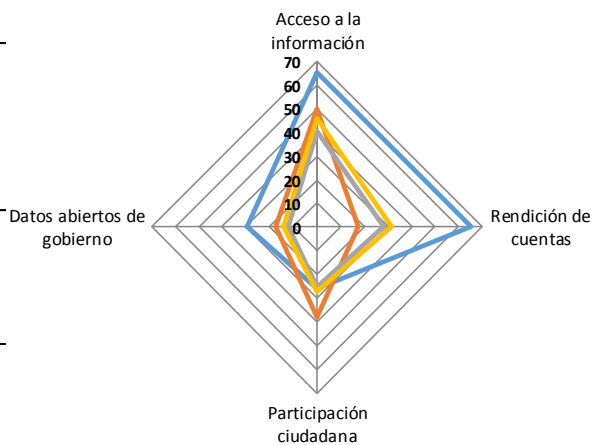 Acceso a la
información
70
60
50
40
30
20
10
0
Datos abiertos de
gobierno
Rendición de
cuentas
Participación
ciudadana